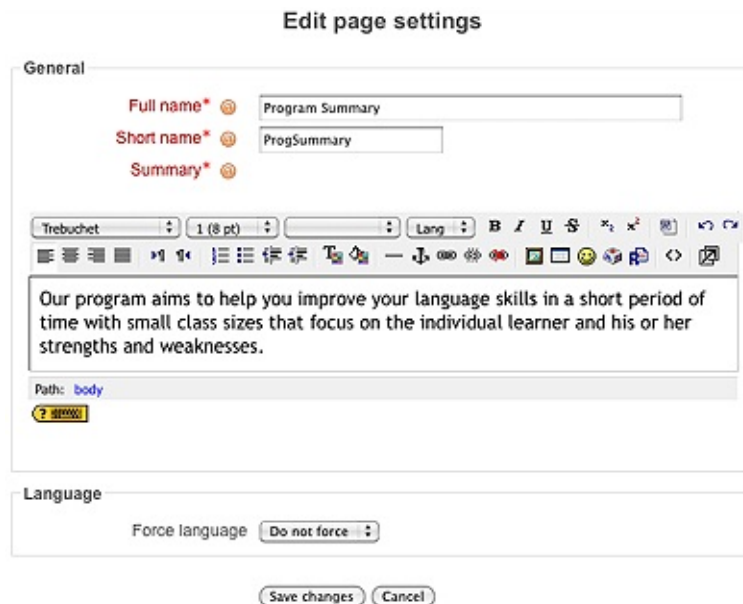 Edit page settings
General
Full name* Program Summary
Short name* ProgSummary
Summary*
Trebuchet 1 (8 pt) Lang B I U S x₂ x²
Our program aims to help you improve your language skills in a short period of
time with small class sizes that focus on the individual learner and his or her
strengths and weaknesses.
Path: body
?
Language
Force language Do not force
Save changes Cancel